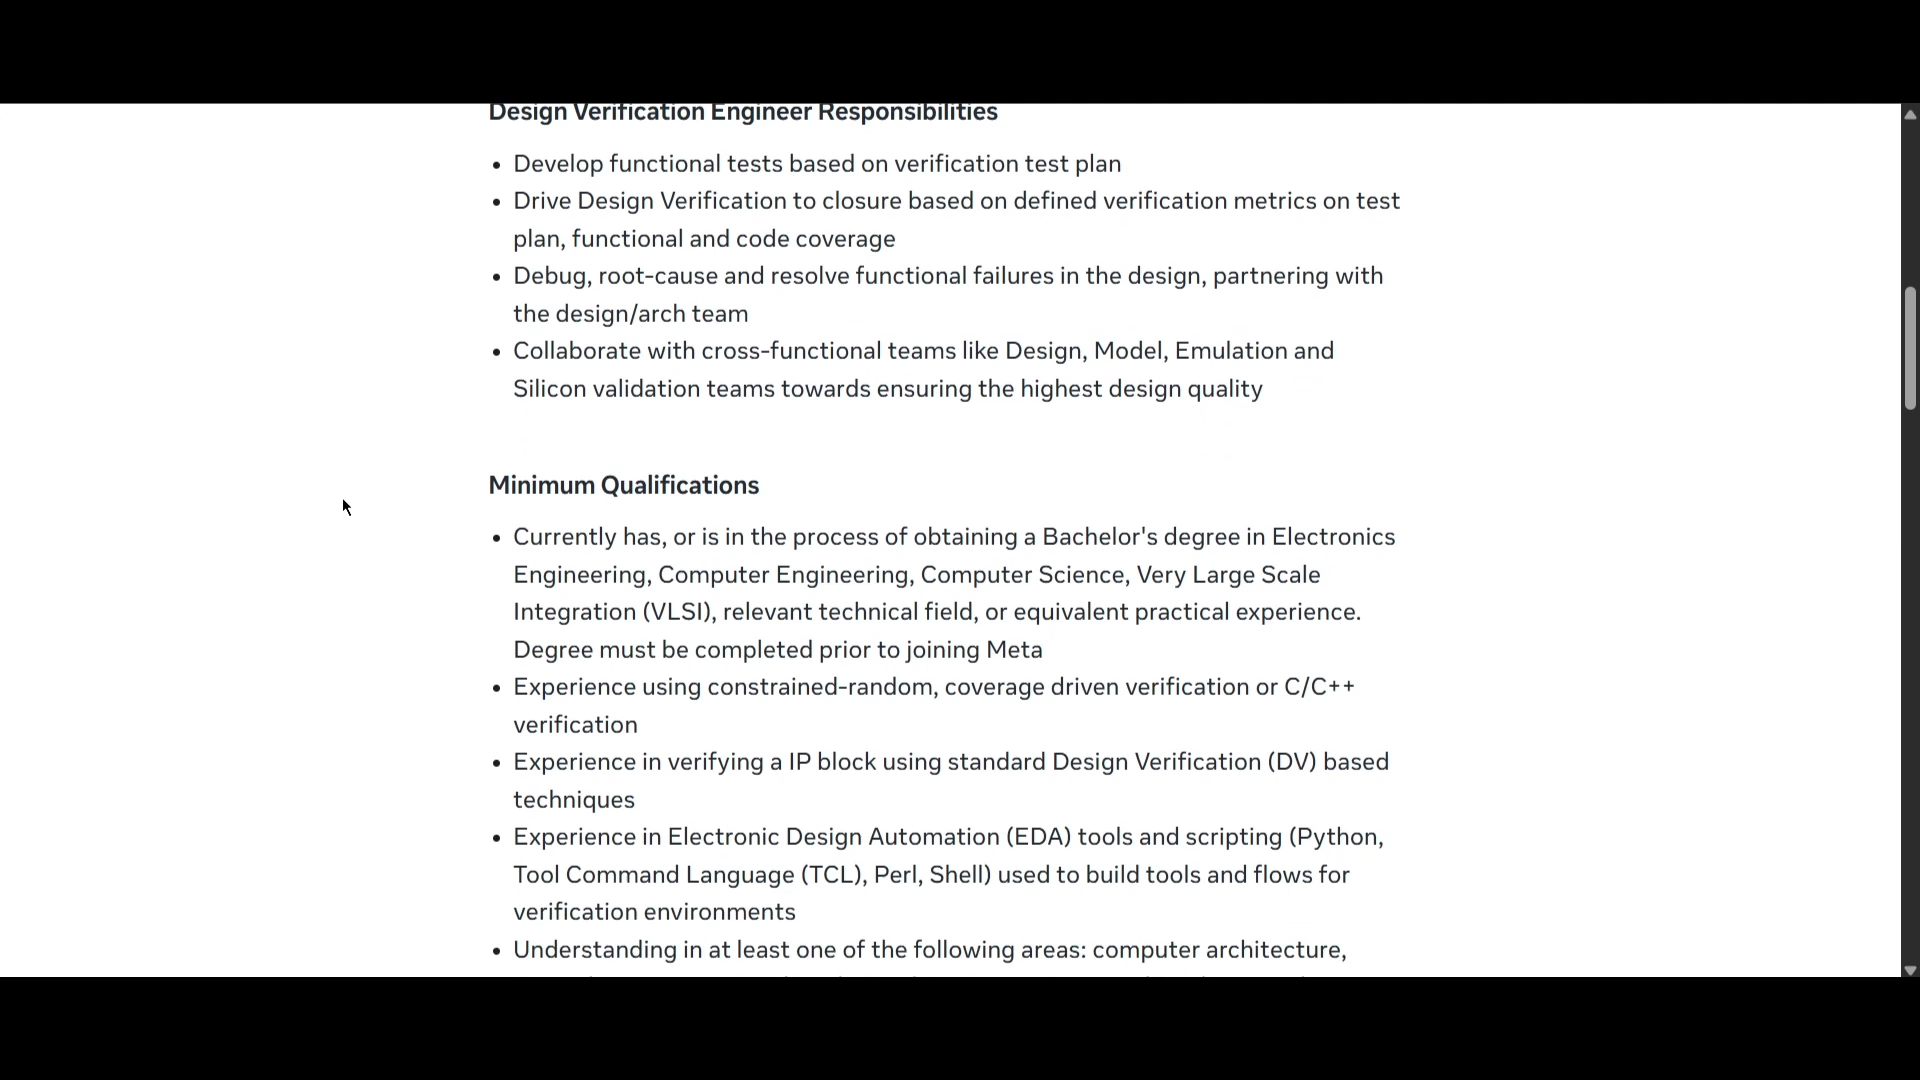 Design Verification Engineer Responsibilities
• Develop functional tests based on verification test plan
• Drive Design Verification to closure based on defined verification metrics on test
plan, functional and code coverage
• Debug, root-cause and resolve functional failures in the design, partnering with
the design/arch team
• Collaborate with cross-functional teams like Design, Model, Emulation and
Silicon validation teams towards ensuring the highest design quality
Minimum Qualifications
• Currently has, or is in the process of obtaining a Bachelor's degree in Electronics
Engineering, Computer Engineering, Computer Science, Very Large Scale
Integration (VLSI), relevant technical field, or equivalent practical experience.
Degree must be completed prior to joining Meta
• Experience using constrained-random, coverage driven verification or C/C++
verification
• Experience in verifying a IP block using standard Design Verification (DV) based
techniques
• Experience in Electronic Design Automation (EDA) tools and scripting (Python,
Tool Command Language (TCL), Perl, Shell) used to build tools and flows for
verification environments
• Understanding in at least one of the following areas: computer architecture,